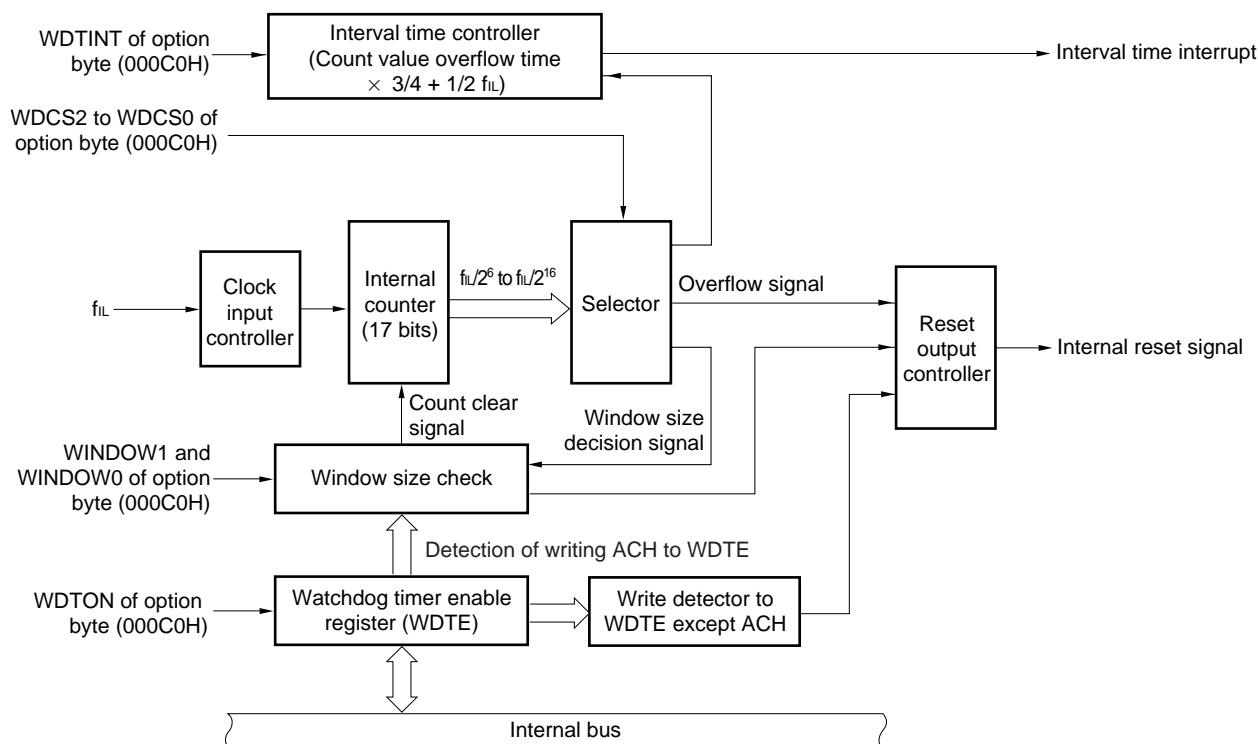 WDTINT of option
byte (000C0H)
Interval time controller
(Count value overflow time
× 3/4 + 1/2 fIL)
Interval time interrupt
WDCS2 to WDCS0 of
option byte (000C0H)
fIL
Clock
input
controller
Internal
counter
(17 bits)
fIL/2⁶ to fIL/2¹⁶
Selector
Overflow signal
Reset
output
controller
Internal reset signal
Count clear
signal
Window size
decision signal
WINDOW1 and
WINDOW0 of option
byte (000C0H)
Window size check
Detection of writing ACH to WDTE
WDTON of option
byte (000C0H)
Watchdog timer enable
register (WDTE)
Write detector to
WDTE except ACH
Internal bus